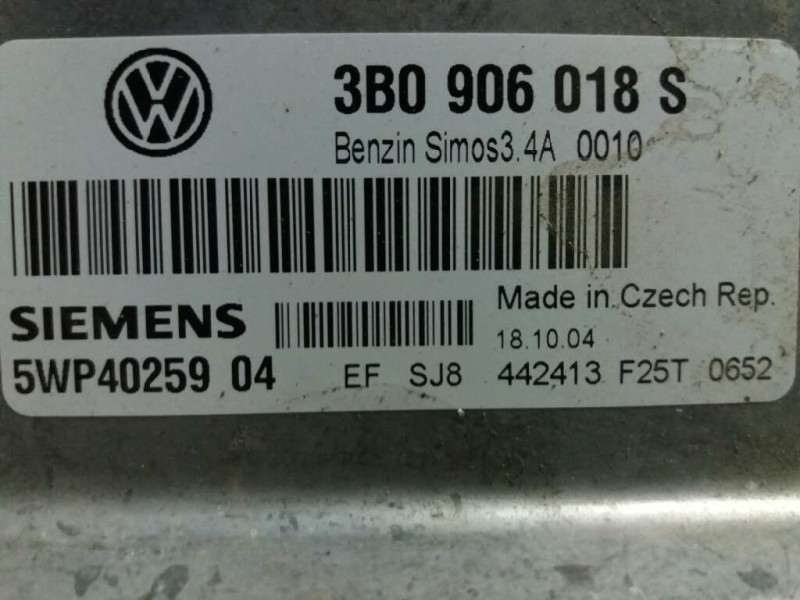 VW
3B0 906 018 S
Benzin Simos3.4A 0010
SIEMENS
Made in Czech Rep.
18.10.04
5WP40259 04 EF SJ8 442413 F25T 0652